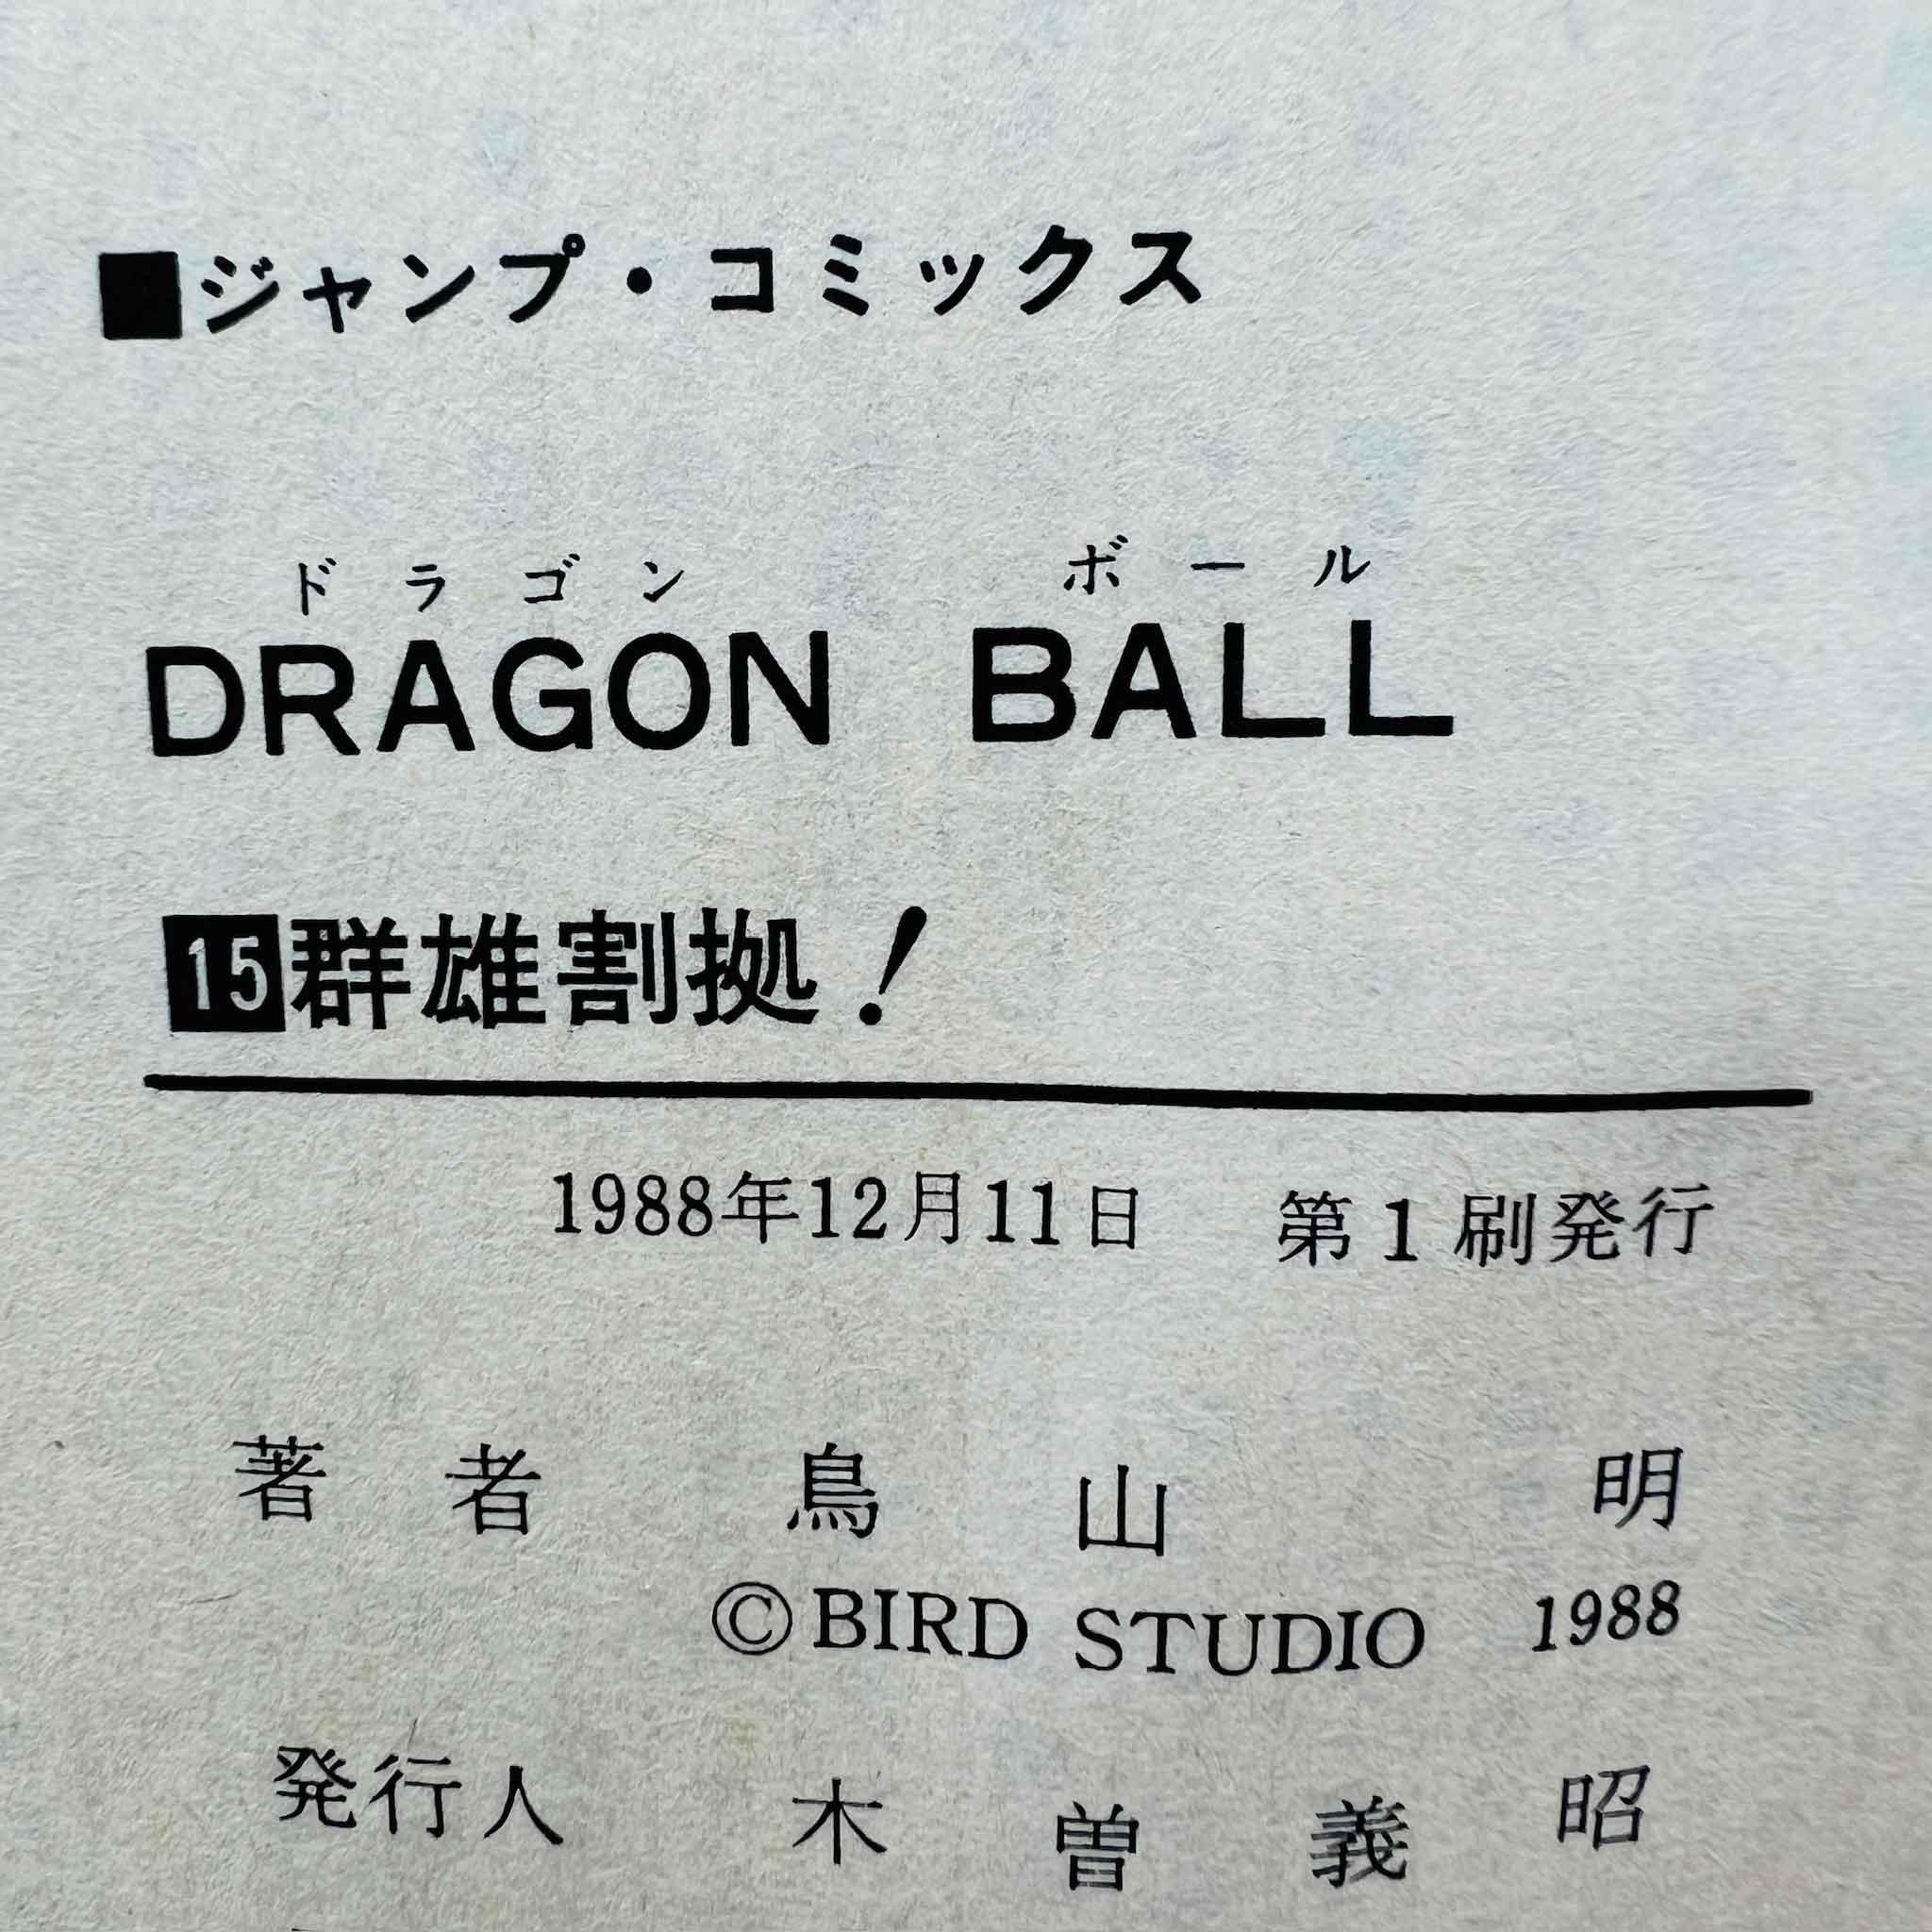 ■ジャンプ・コミックス
ドラゴン ボール
DRAGON BALL
15群雄割拠!
1988年12月11日 第1刷発行
著者 鳥山明
©BIRD STUDIO 1988
発行人 木曽義昭